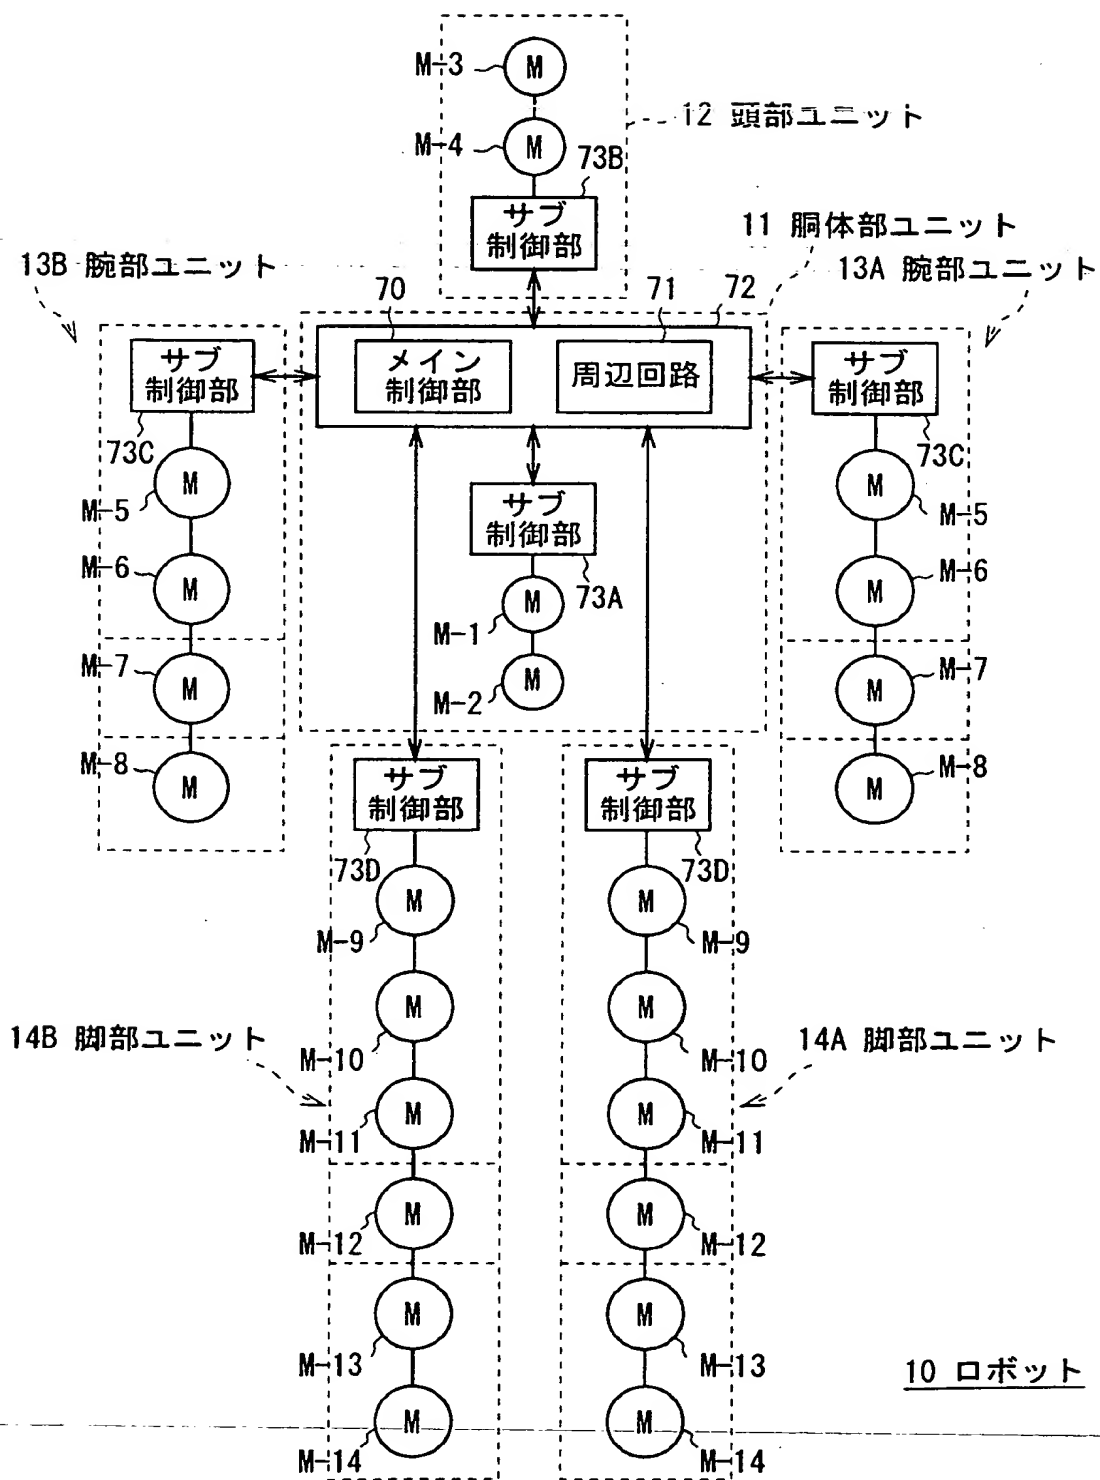 M-3
M
12 頭部ユニット
M-4
M
73B
サブ
制御部
11 胴体部ユニット
13B 腕部ユニット
13A 腕部ユニット
70
71
72
サブ
制御部
メイン
制御部
周辺回路
サブ
制御部
73C
73C
M-5
M
サブ
制御部
M
M-5
M-6
M
73A
M
M-6
M
M-1
M-7
M
M
M-2
M
M-7
M-8
M
M
M-8
サブ
制御部
サブ
制御部
73D
73D
M
M
M-9
M-9
M
M
14B 脚部ユニット
14A 脚部ユニット
M-10
M-10
M
M
M-11
M-11
M
M
M-12
M-12
M
M
M-13
M-13
10 ロボット
M
M
M-14
M-14